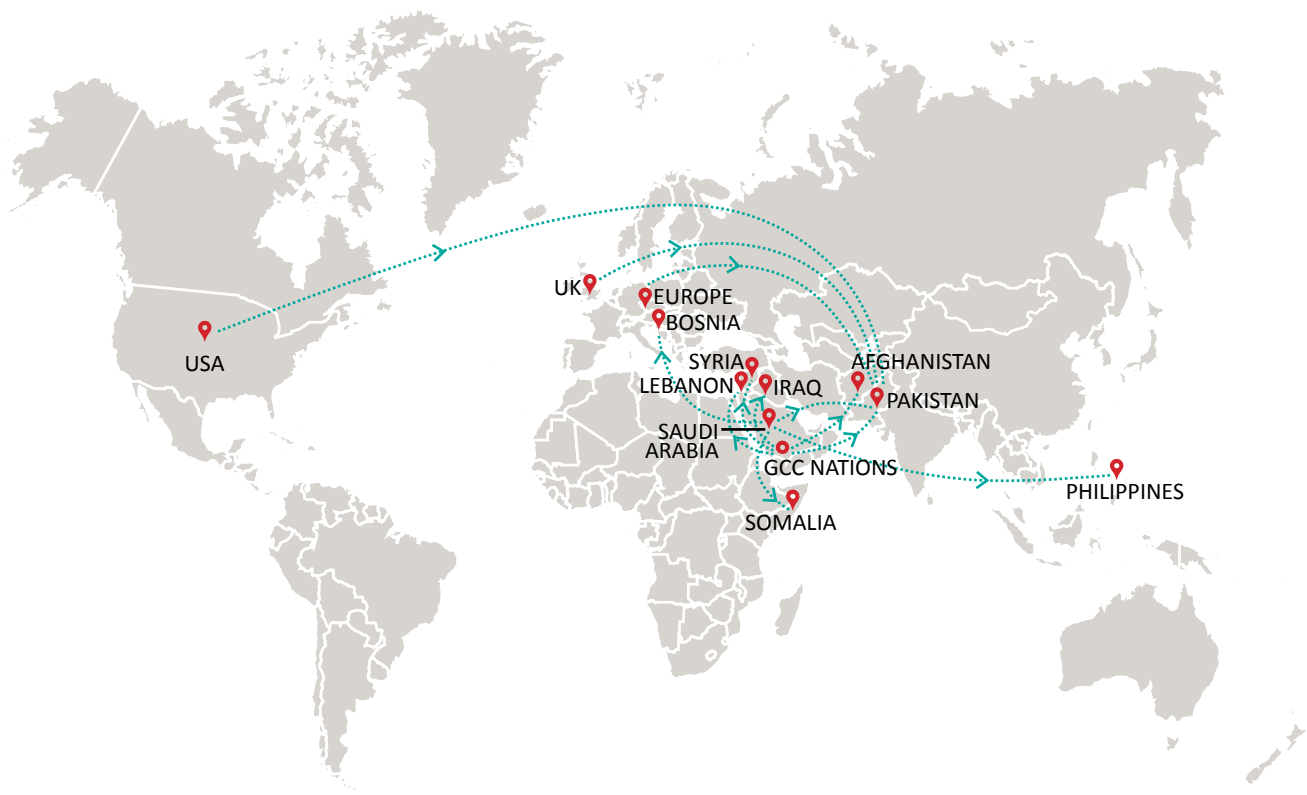 UK
EUROPE
BOSNIA
USA
SYRIA
AFGHANISTAN
LEBANON
IRAQ
PAKISTAN
SAUDI
ARABIA
GCC NATIONS
PHILIPPINES
SOMALIA